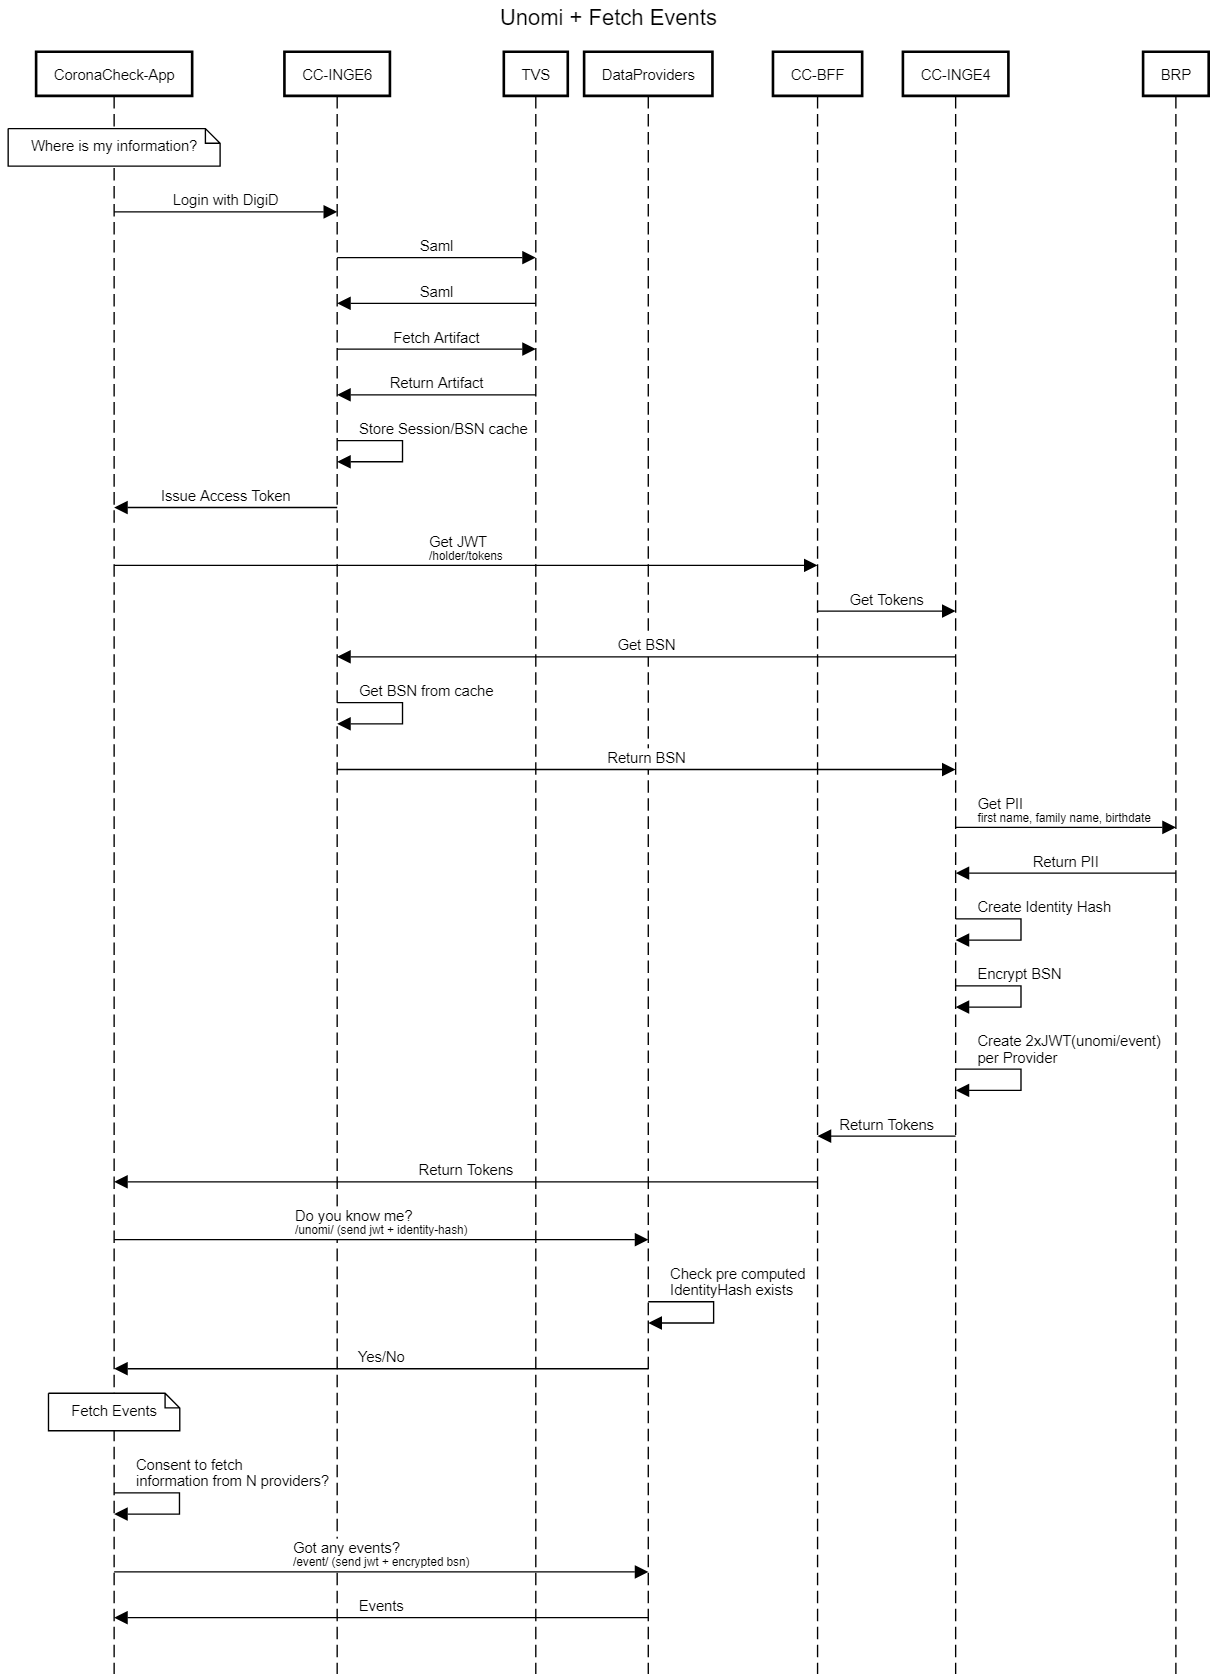 Unomi + Fetch Events
CoronaCheck-App
CC-INGE6
TVS
DataProviders
CC-BFF
CC-INGE4
BRP
Where is my information?
Login with DigiD
Saml
Saml
Fetch Artifact
Return Artifact
Store Session/BSN cache
Issue Access Token
Get JWT
/holder/tokens
Get Tokens
Get BSN
Get BSN from cache
Return BSN
Get PII
first name, family name, birthdate
Return PII
Create Identity Hash
Encrypt BSN
Create 2xJWT(unomi/event)
per Provider
Return Tokens
Return Tokens
Do you know me?
/unomi/ (send jwt + identity-hash)
Check pre computed
IdentityHash exists
Yes/No
Fetch Events
Consent to fetch
information from N providers?
Got any events?
/event/ (send jwt + encrypted bsn)
Events